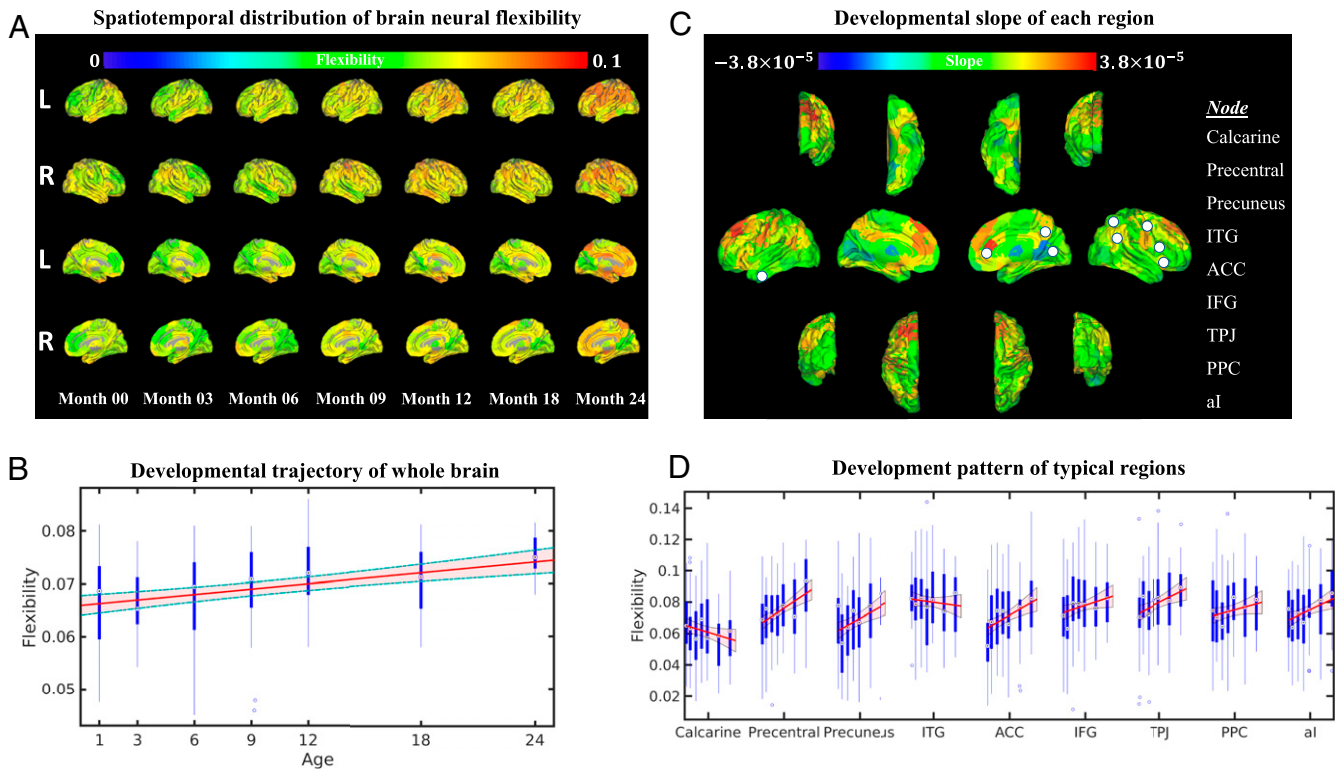 A
Spatiotemporal distribution of brain neural flexibility
0
Flexibility
0.1
L
R
L
R
Month 00 Month 03 Month 06 Month 09 Month 12 Month 18 Month 24
C
Developmental slope of each region
−3.8×10⁻⁵
Slope
3.8×10⁻⁵
Node
Calcarine
Precentral
Precuneus
ITG
ACC
IFG
TPJ
PPC
aI
B
Developmental trajectory of whole brain
Flexibility
0.08
0.07
0.06
0.05
1 3 6 9 12 18 24
Age
D
Development pattern of typical regions
Flexibility
0.14
0.12
0.10
0.08
0.06
0.04
0.02
Calcarine Precentral Precuneus ITG ACC IFG TPJ PPC aI